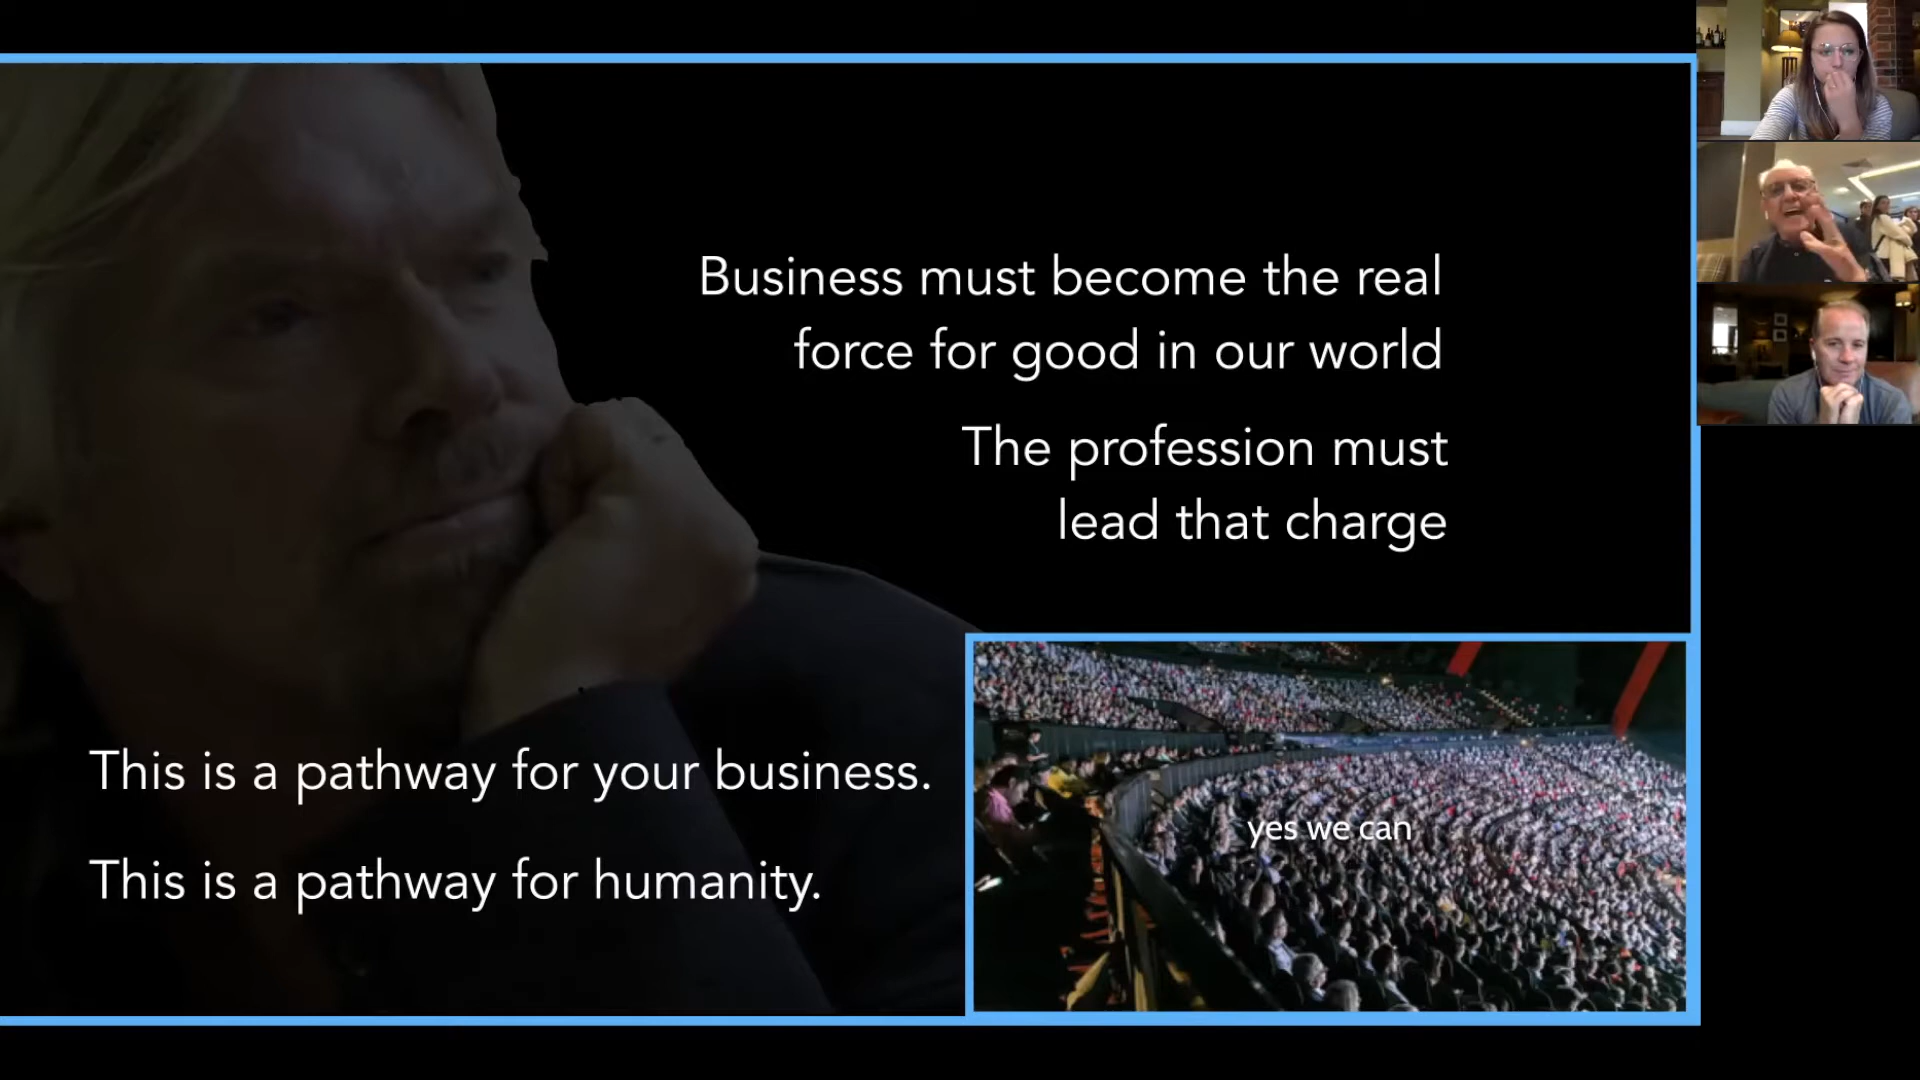 Business must become the real
force for good in our world
The profession must
lead that charge
This is a pathway for your business.
This is a pathway for humanity.
yes we can